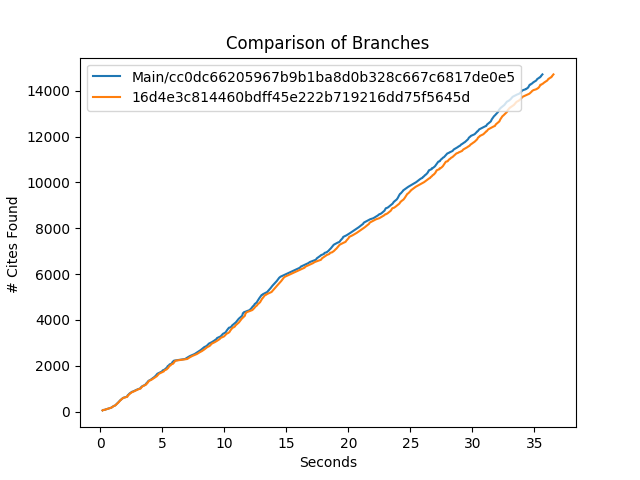 Comparison of Branches
Main/cc0dc66205967b9b1ba8d0b328c667c6817de0e5
16d4e3c814460bdff45e222b719216dd75f5645d
14000
12000
10000
8000
6000
4000
2000
0
# Cites Found
0 5 10 15 20 25 30 35
Seconds